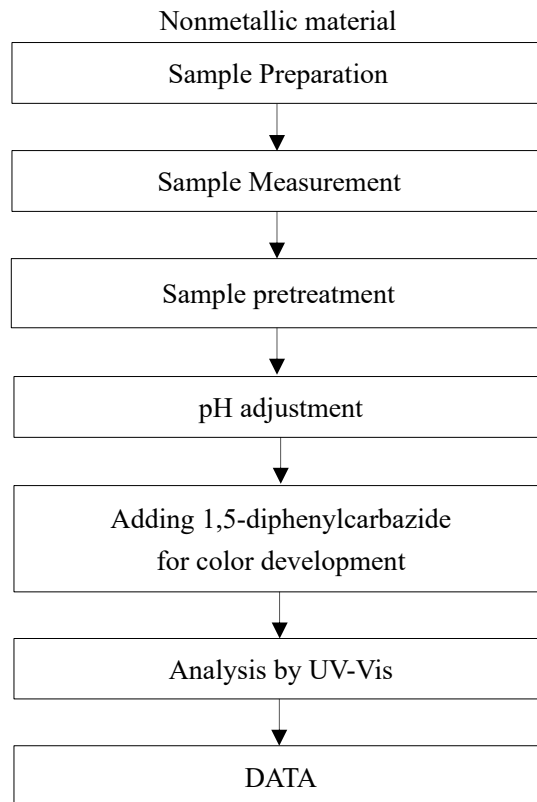 Nonmetallic material
Sample Preparation
Sample Measurement
Sample pretreatment
pH adjustment
Adding 1,5-diphenylcarbazide
for color development
Analysis by UV-Vis
DATA